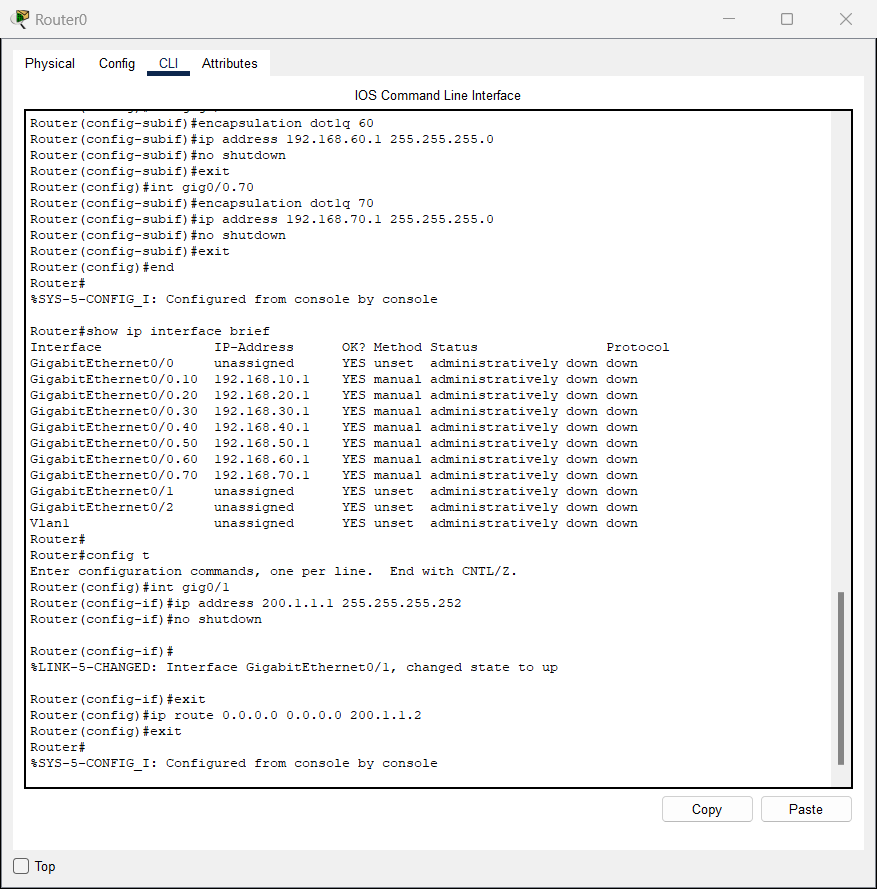 Router0
Physical Config CLI Attributes
IOS Command Line Interface
Router(config-subif)#encapsulation dot1q 60
Router(config-subif)#ip address 192.168.60.1 255.255.255.0
Router(config-subif)#no shutdown
Router(config-subif)#exit
Router(config)#int gig0/0.70
Router(config-subif)#encapsulation dot1q 70
Router(config-subif)#ip address 192.168.70.1 255.255.255.0
Router(config-subif)#no shutdown
Router(config-subif)#exit
Router(config)#end
Router#
%SYS-5-CONFIG_I: Configured from console by console
Router#show ip interface brief
Interface IP-Address OK? Method Status Protocol
GigabitEthernet0/0 unassigned YES unset administratively down down
GigabitEthernet0/0.10 192.168.10.1 YES manual administratively down down
GigabitEthernet0/0.20 192.168.20.1 YES manual administratively down down
GigabitEthernet0/0.30 192.168.30.1 YES manual administratively down down
GigabitEthernet0/0.40 192.168.40.1 YES manual administratively down down
GigabitEthernet0/0.50 192.168.50.1 YES manual administratively down down
GigabitEthernet0/0.60 192.168.60.1 YES manual administratively down down
GigabitEthernet0/0.70 192.168.70.1 YES manual administratively down down
GigabitEthernet0/1 unassigned YES unset administratively down down
GigabitEthernet0/2 unassigned YES unset administratively down down
Vlan1 unassigned YES unset administratively down down
Router#
Router#config t
Enter configuration commands, one per line. End with CNTL/Z.
Router(config)#int gig0/1
Router(config-if)#ip address 200.1.1.1 255.255.255.252
Router(config-if)#no shutdown
Router(config-if)#
%LINK-5-CHANGED: Interface GigabitEthernet0/1, changed state to up
Router(config-if)#exit
Router(config)#ip route 0.0.0.0 0.0.0.0 200.1.1.2
Router(config)#exit
Router#
%SYS-5-CONFIG_I: Configured from console by console
Copy Paste
Top